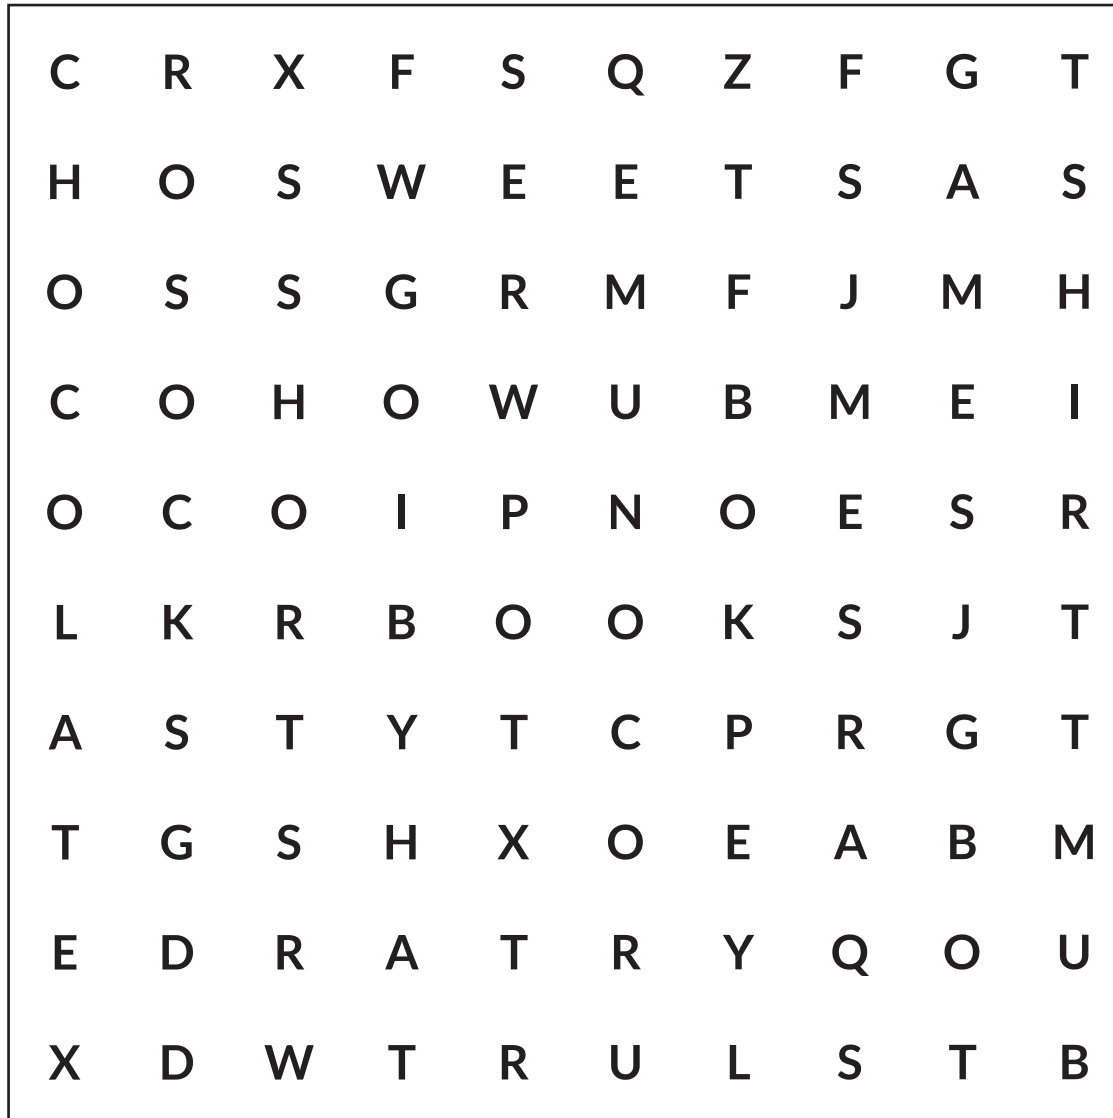 C R X F S Q Z F G T
H O S W E E T S A S
O S S G R M F J M H
C O H O W U B M E I
O C O I P N O E S R
L K R B O O K S J T
A S T Y T C P R G T
T G S H X O E A B M
E D R A T R Y Q O U
X D W T R U L S T B